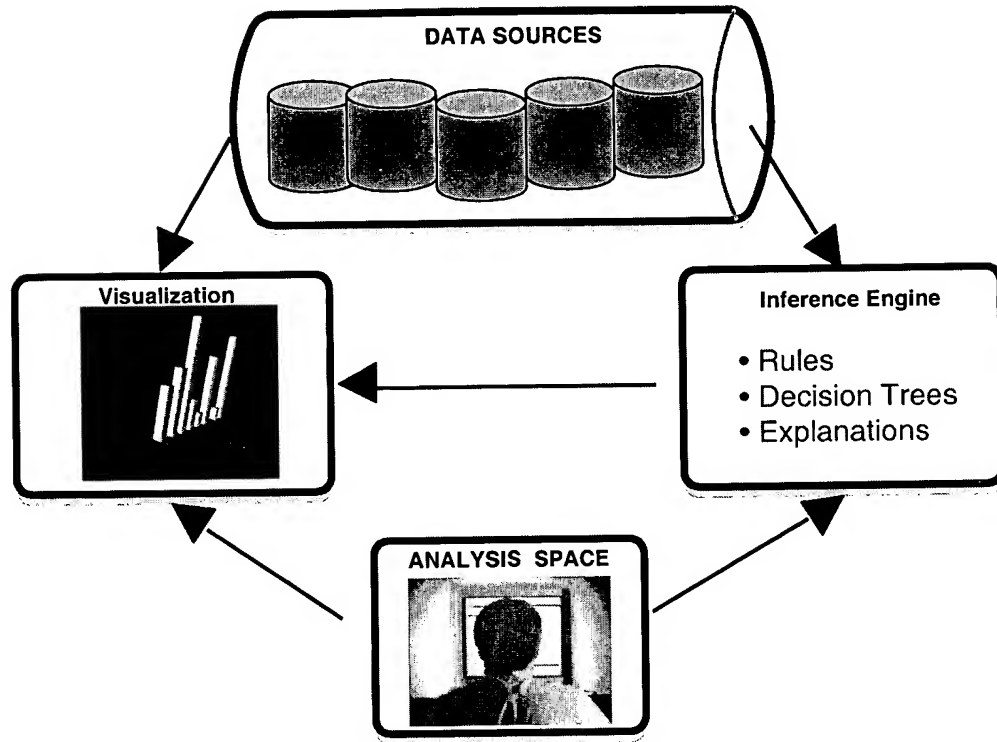 DATA SOURCES
Visualization
Inference Engine
• Rules
• Decision Trees
• Explanations
ANALYSIS SPACE